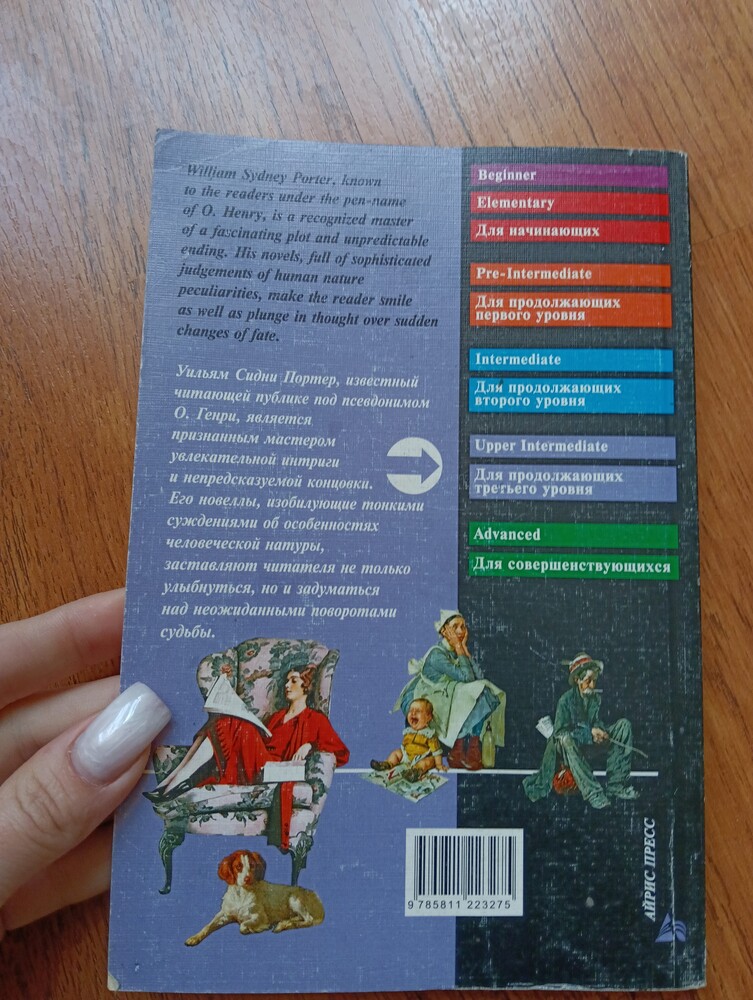 William Sydney Porter, known
to the readers under the pen-name
of O. Henry, is a recognized master
of a fascinating plot and unpredictable
ending. His novels, full of sophisticated
judgements of human nature
peculiarities, make the reader smile
as well as plunge in thought over sudden
changes of fate.
Уильям Сидни Портер, известный
читающей публике под псевдонимом
О. Генри, является
признанным мастером
увлекательной интриги
и непредсказуемой концовки.
Его новеллы, изобилующие тонкими
суждениями об особенностях
человеческой натуры,
заставляют читателя не только
улыбнуться, но и задуматься
над неожиданными поворотами
судьбы.
Beginner
Elementary
Для начинающих
Pre-Intermediate
Для продолжающих
первого уровня
Intermediate
Для продолжающих
второго уровня
Upper Intermediate
Для продолжающих
третьего уровня
Advanced
Для совершенствующихся
9 785811 223275
АЙРИС ПРЕСС